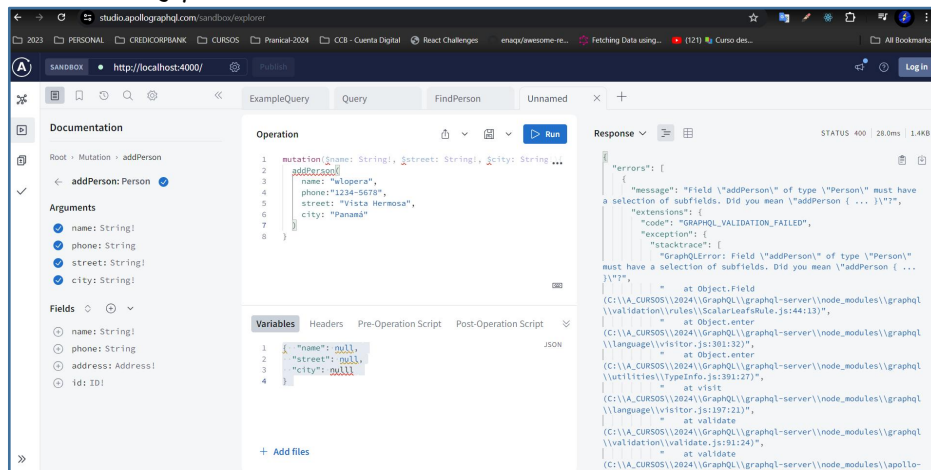 studio.apollographql.com/sandbox/explorer
2023 PERSONAL CREDICORPBANK CURSOS Pranical-2024 CCB - Cuenta Digital React Challenges enaqx/awesome-re... Fetching Data using... (121) Curso des... All Bookmarks
SANDBOX http://localhost:4000/ Publish Log in
ExampleQuery Query FindPerson Unnamed
Documentation
Root › Mutation › addPerson
addPerson: Person
Arguments
name: String!
phone: String
street: String!
city: String!
Fields
name: String!
phone: String
address: Address!
id: ID!
Operation Run
1 mutation($name: String!, $street: String!, $city: String ...
2 addPerson(
3 name: "wlopera",
4 phone:"1234-5678",
5 street: "Vista Hermosa",
6 city: "Panamá"
7 )
8 }
Variables Headers Pre-Operation Script Post-Operation Script
JSON
1 { "name": null,
2 "street": null,
3 "city": nulll
4 }
+ Add files
Response STATUS 400 28.0ms 1.4KB
{
"errors": [
{
"message": "Field \"addPerson\" of type \"Person\" must have
a selection of subfields. Did you mean \"addPerson { ... }\"?",
"extensions": {
"code": "GRAPHQL_VALIDATION_FAILED",
"exception": {
"stacktrace": [
"GraphQLError: Field \"addPerson\" of type \"Person\"
must have a selection of subfields. Did you mean \"addPerson { ...
}\"?",
" at Object.Field
(C:\\A_CURSOS\\2024\\GraphQL\\graphql-server\\node_modules\\graphql
\\validation\\rules\\ScalarLeafsRule.js:44:13)",
" at Object.enter
(C:\\A_CURSOS\\2024\\GraphQL\\graphql-server\\node_modules\\graphql
\\language\\visitor.js:301:32)",
" at Object.enter
(C:\\A_CURSOS\\2024\\GraphQL\\graphql-server\\node_modules\\graphql
\\utilities\\TypeInfo.js:391:27)",
" at visit
(C:\\A_CURSOS\\2024\\GraphQL\\graphql-server\\node_modules\\graphql
\\language\\visitor.js:197:21)",
" at validate
(C:\\A_CURSOS\\2024\\GraphQL\\graphql-server\\node_modules\\graphql
\\validation\\validate.js:91:24)",
" at validate
(C:\\A_CURSOS\\2024\\GraphQL\\graphql-server\\node_modules\\apollo-